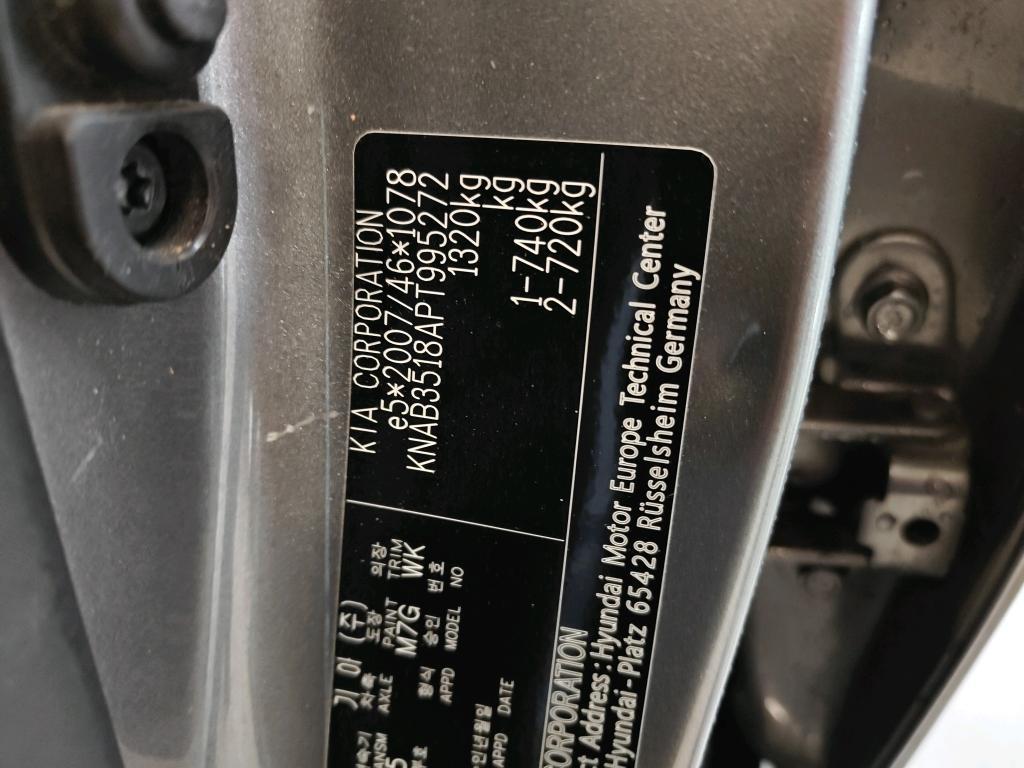 KIA CORPORATION
e5*2007/46*1078
KNAB3518APT995272
1320kg
kg
1-740kg
2-720kg
기아 (주)
차축 도장 의장
AXLE PAINT TRIM
M7G WK
형식 승인 번호
APPD MODEL NO
APPD DATE
CORPORATION
Address: Hyundai Motor Europe Technical Center
Hyundai-Platz 65428 Rüsselsheim Germany